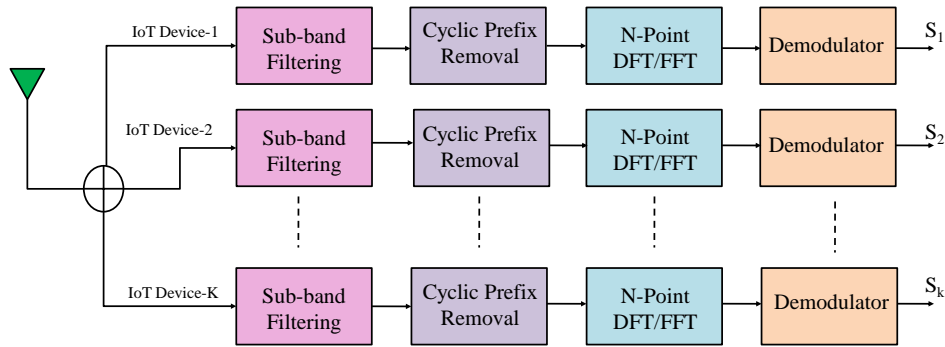 IoT Device-1
Sub-band
Filtering
Cyclic Prefix
Removal
N-Point
DFT/FFT
Demodulator
S1
IoT Device-2
Sub-band
Filtering
Cyclic Prefix
Removal
N-Point
DFT/FFT
Demodulator
S2
IoT Device-K
Sub-band
Filtering
Cyclic Prefix
Removal
N-Point
DFT/FFT
Demodulator
Sk